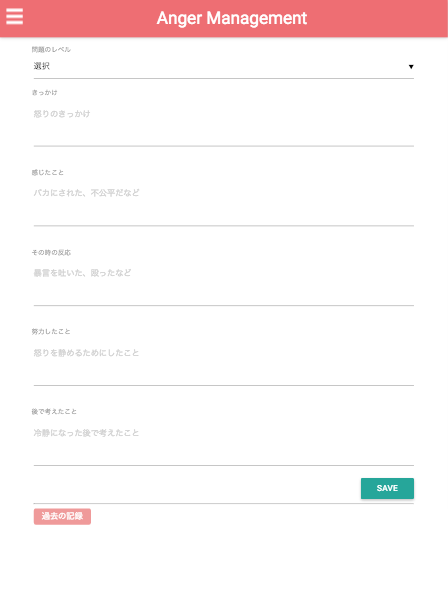 Anger Management
問題のレベル
選択
きっかけ
怒りのきっかけ
感じたこと
バカにされた、不公平だなど
その時の反応
暴言を吐いた、殴ったなど
努力したこと
怒りを静めるためにしたこと
後で考えたこと
冷静になった後で考えたこと
SAVE
過去の記録